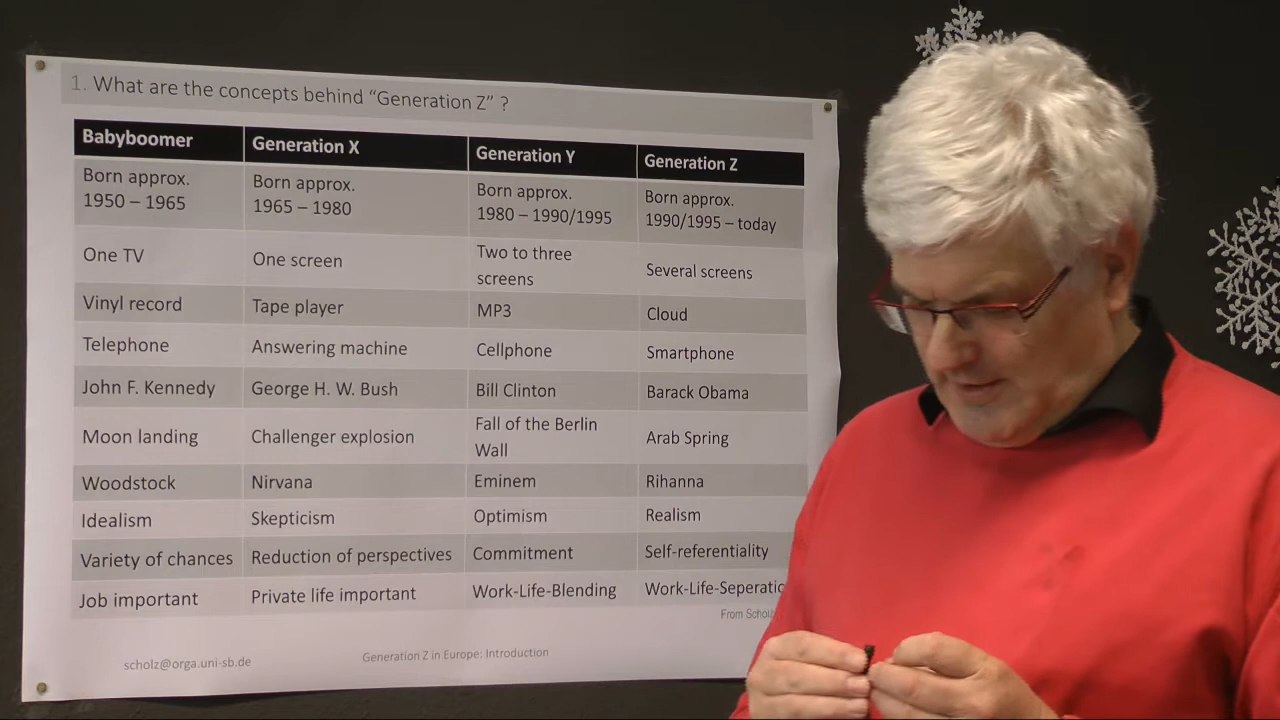 1. What are the concepts behind “Generation Z” ?
Babyboomer Generation X Generation Y Generation Z
Born approx. Born approx. Born approx. Born approx.
1950 – 1965 1965 – 1980 1980 – 1990/1995 1990/1995 – today
One TV One screen Two to three Several screens
screens
Vinyl record Tape player MP3 Cloud
Telephone Answering machine Cellphone Smartphone
John F. Kennedy George H. W. Bush Bill Clinton Barack Obama
Moon landing Challenger explosion Fall of the Berlin Arab Spring
Wall
Woodstock Nirvana Eminem Rihanna
Idealism Skepticism Optimism Realism
Variety of chances Reduction of perspectives Commitment Self-referentiality
Job important Private life important Work-Life-Blending Work-Life-Seperatio
From
scholz@orga.uni-sb.de Generation Z in Europe: Introduction